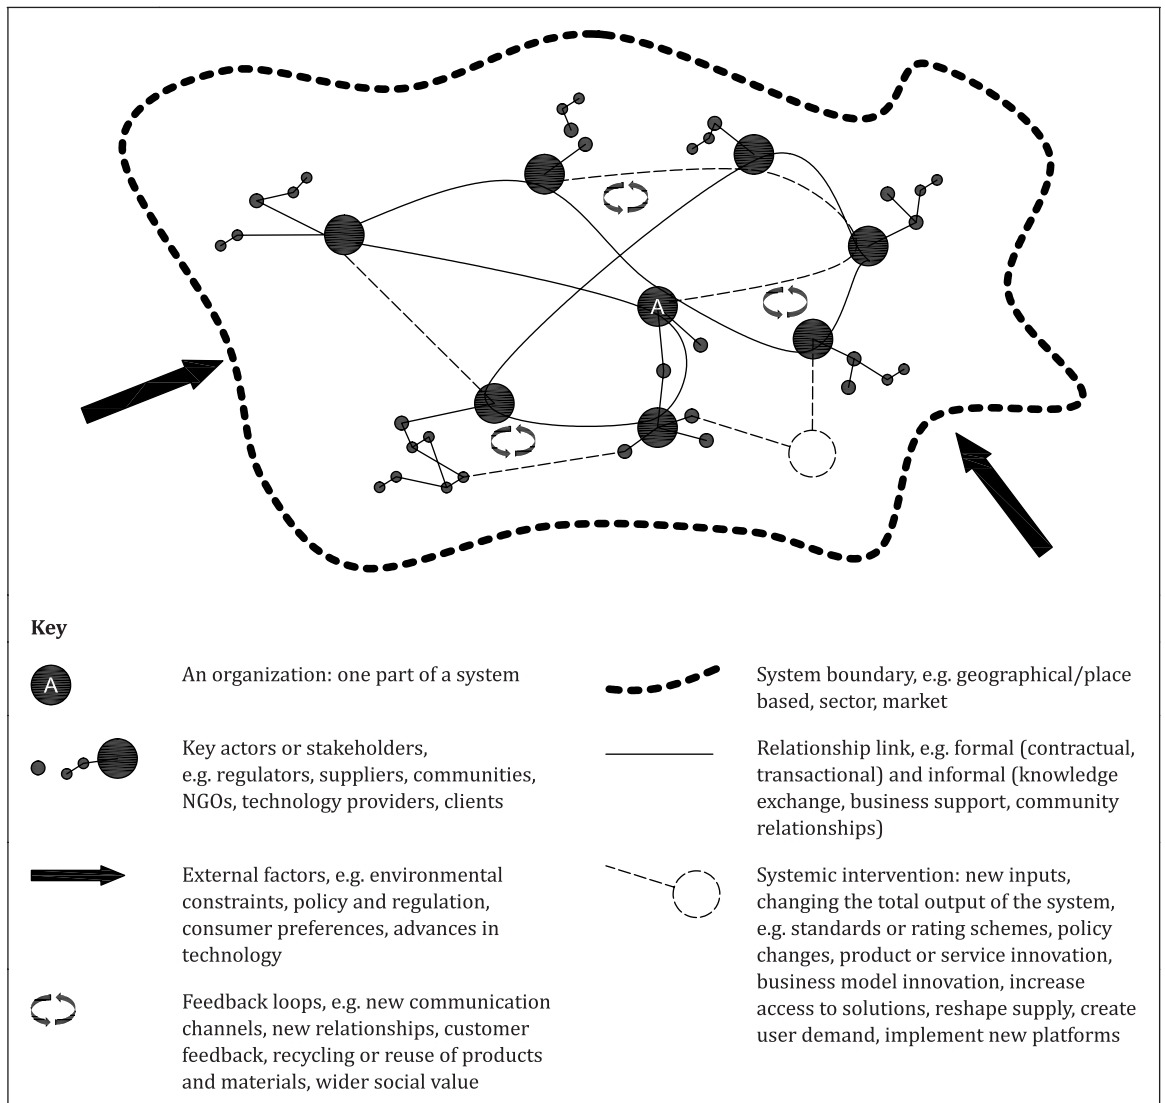 A
Key
A
An organization: one part of a system
Key actors or stakeholders,
e.g. regulators, suppliers, communities,
NGOs, technology providers, clients
External factors, e.g. environmental
constraints, policy and regulation,
consumer preferences, advances in
technology
Feedback loops, e.g. new communication
channels, new relationships, customer
feedback, recycling or reuse of products
and materials, wider social value
System boundary, e.g. geographical/place
based, sector, market
Relationship link, e.g. formal (contractual,
transactional) and informal (knowledge
exchange, business support, community
relationships)
Systemic intervention: new inputs,
changing the total output of the system,
e.g. standards or rating schemes, policy
changes, product or service innovation,
business model innovation, increase
access to solutions, reshape supply, create
user demand, implement new platforms